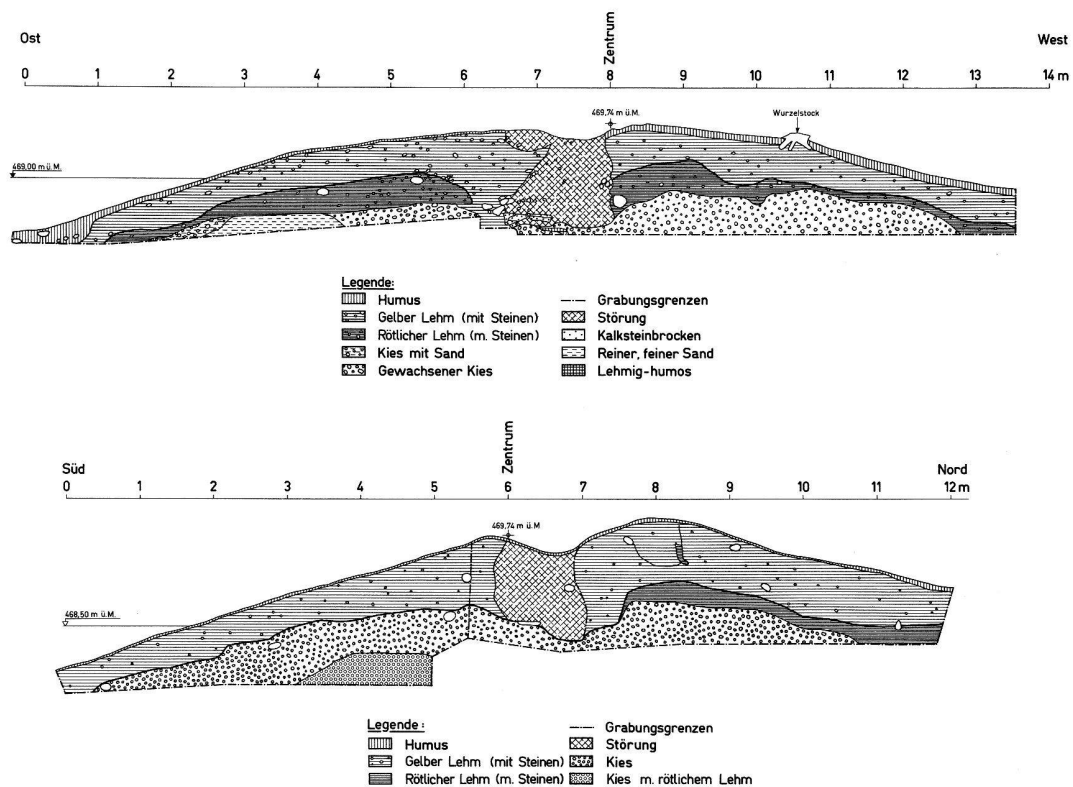 Ost
Zentrum
West
0 1 2 3 4 5 6 7 8 9 10 11 12 13 14 m
469,74 m ü.M.
Wurzelstock
469,00 m ü.M.
Legende:
Humus
Gelber Lehm (mit Steinen)
Rötlicher Lehm (m. Steinen)
Kies mit Sand
Gewachsener Kies
Grabungsgrenzen
Störung
Kalksteinbrocken
Reiner, feiner Sand
Lehmig-humos
Süd
Zentrum
Nord
0 1 2 3 4 5 6 7 8 9 10 11 12 m
469,74 m ü.M
468,50 m ü.M.
Legende:
Humus
Gelber Lehm (mit Steinen)
Rötlicher Lehm (m. Steinen)
Grabungsgrenzen
Störung
Kies
Kies m. rötlichem Lehm